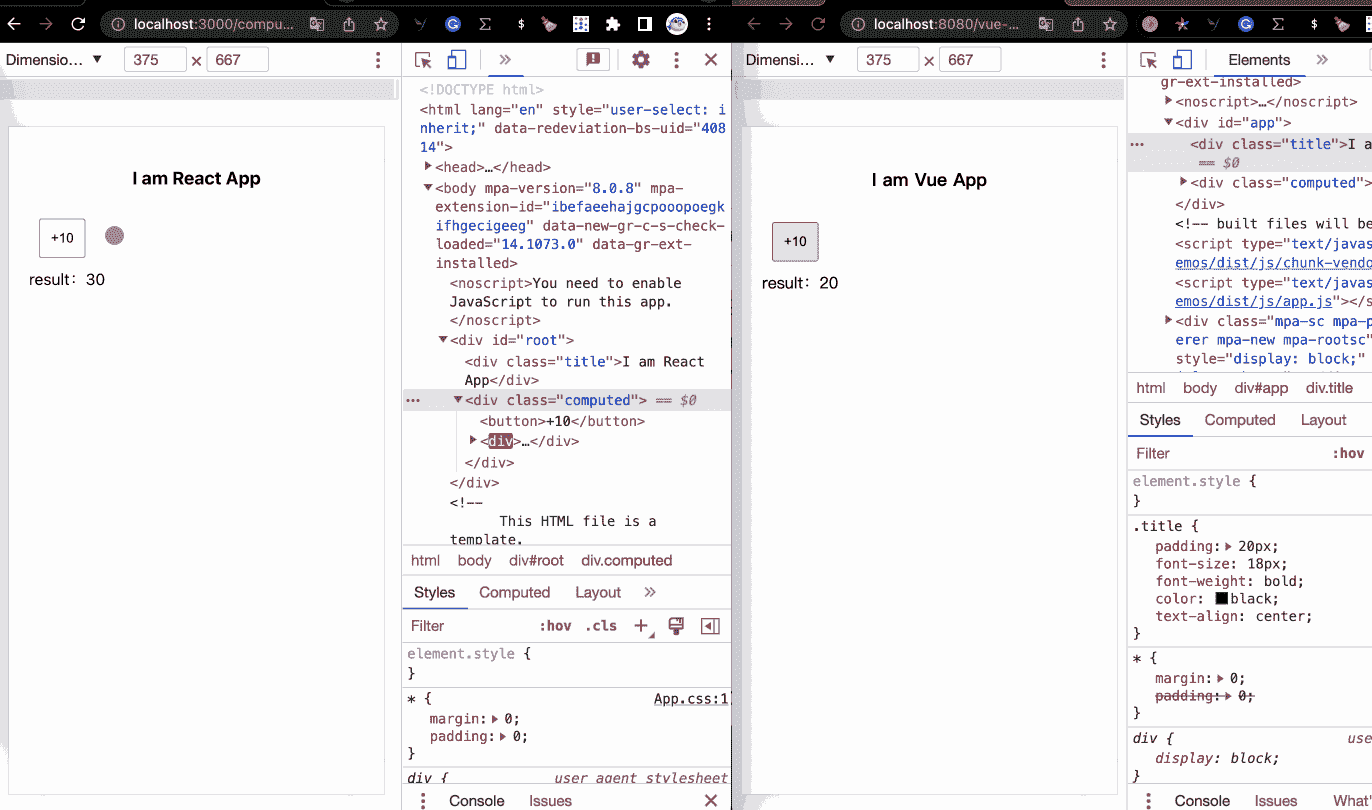 localhost:3000/compu...
Dimensio... ▼ 375 × 667
I am React App
+10
result: 30
<!DOCTYPE html>
<html lang="en" style="user-select: i
nherit;" data-redeviation-bs-uid="408
14">
<head>…</head>
<body mpa-version="8.0.8" mpa-
extension-id="ibefaeehajgcpooopoegk
ifhgecigeeg" data-new-gr-c-s-check-
loaded="14.1073.0" data-gr-ext-
installed>
<noscript>You need to enable
JavaScript to run this app.
</noscript>
<div id="root">
<div class="title">I am React
App</div>
<div class="computed"> == $0
<button>+10</button>
<div>…</div>
</div>
</div>
<!--
This HTML file is a
template.
html body div#root div.computed
Styles Computed Layout »
Filter :hov .cls +
element.style {
}
* { App.css:1
margin: 0;
padding: 0;
}
div { user agent stylesheet
Console Issues
localhost:8080/vue-...
Dimensi... ▼ 375 × 667
I am Vue App
+10
result: 20
Elements »
gr-ext-installed>
<noscript>…</noscript>
<div id="app">
<div class="title">I a
== $0
<div class="computed
</div>
<!-- built files will be
<script type="text/javas
emos/dist/js/chunk-vendo
<script type="text/javas
emos/dist/js/app.js"></s
<div class="mpa-sc mpa-p
erer mpa-new mpa-rootsc"
style="display: block;"
html body div#app div.title
Styles Computed Layout
Filter :hov
element.style {
}
.title {
padding: 20px;
font-size: 18px;
font-weight: bold;
color: black;
text-align: center;
}
* {
margin: 0;
padding: 0;
}
div { use
display: block;
}
Console Issues What'